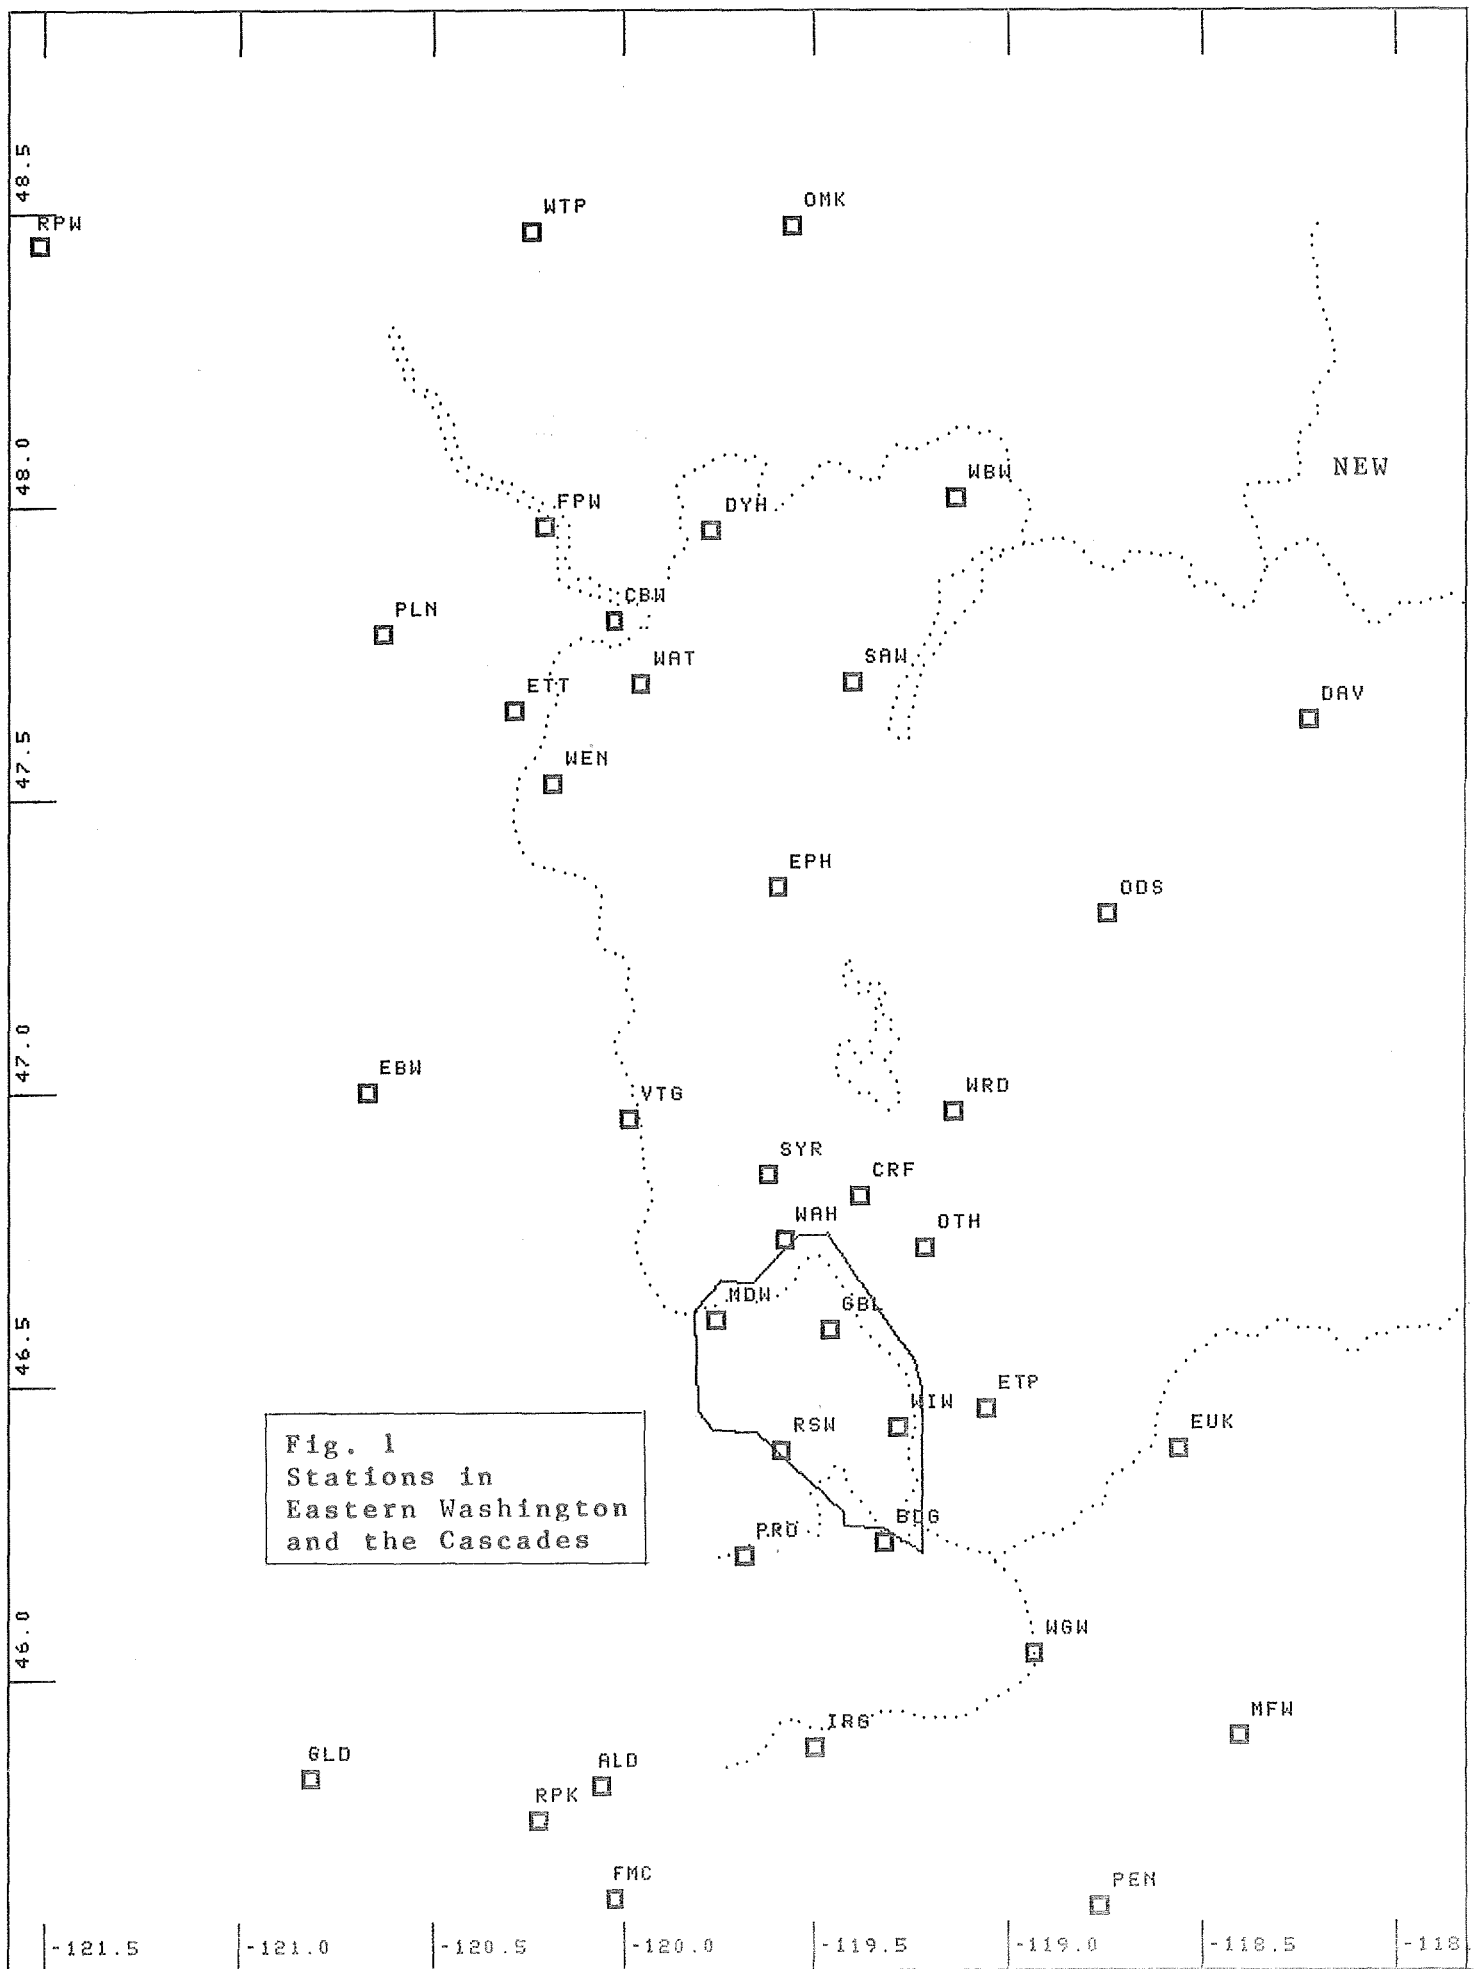 48.5
RPW
WTP
OMK
48.0
NEW
WBW
FPW
DYH
CBW
PLN
WAT
SAW
ETT
DAV
47.5
WEN
EPH
ODS
47.0
EBW
VTG
WRD
SYR
CRF
WAH
OTH
MDW
GBL
46.5
ETP
WIW
EUK
RSW
Fig. 1
Stations in
Eastern Washington
and the Cascades
BDG
PRO
46.0
WGW
MFW
IRG
GLD
ALD
RPK
FMC
PEN
-121.5 -121.0 -120.5 -120.0 -119.5 -119.0 -118.5 -118.